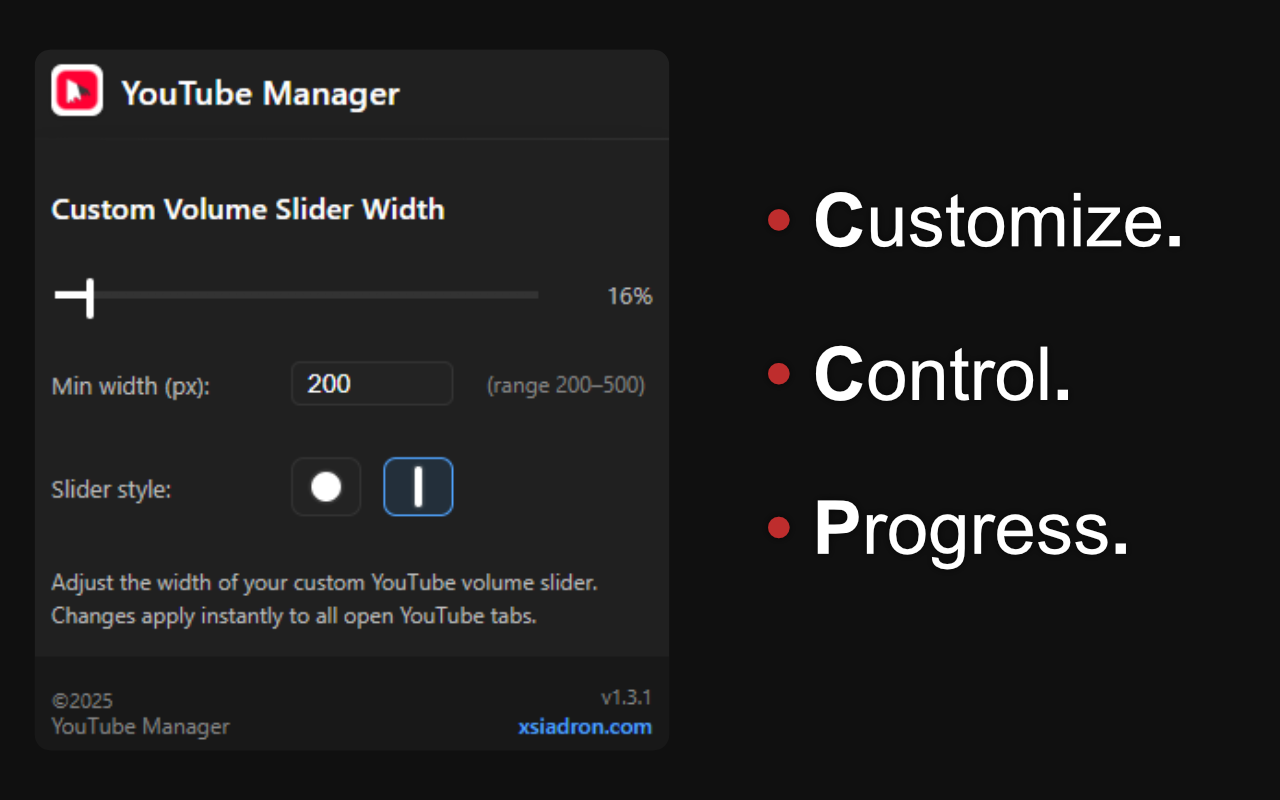 YouTube Manager
Custom Volume Slider Width
16%
Min width (px): 200 (range 200–500)
Slider style:
Adjust the width of your custom YouTube volume slider.
Changes apply instantly to all open YouTube tabs.
©2025
YouTube Manager
v1.3.1
xsiadron.com
• Customize.
• Control.
• Progress.